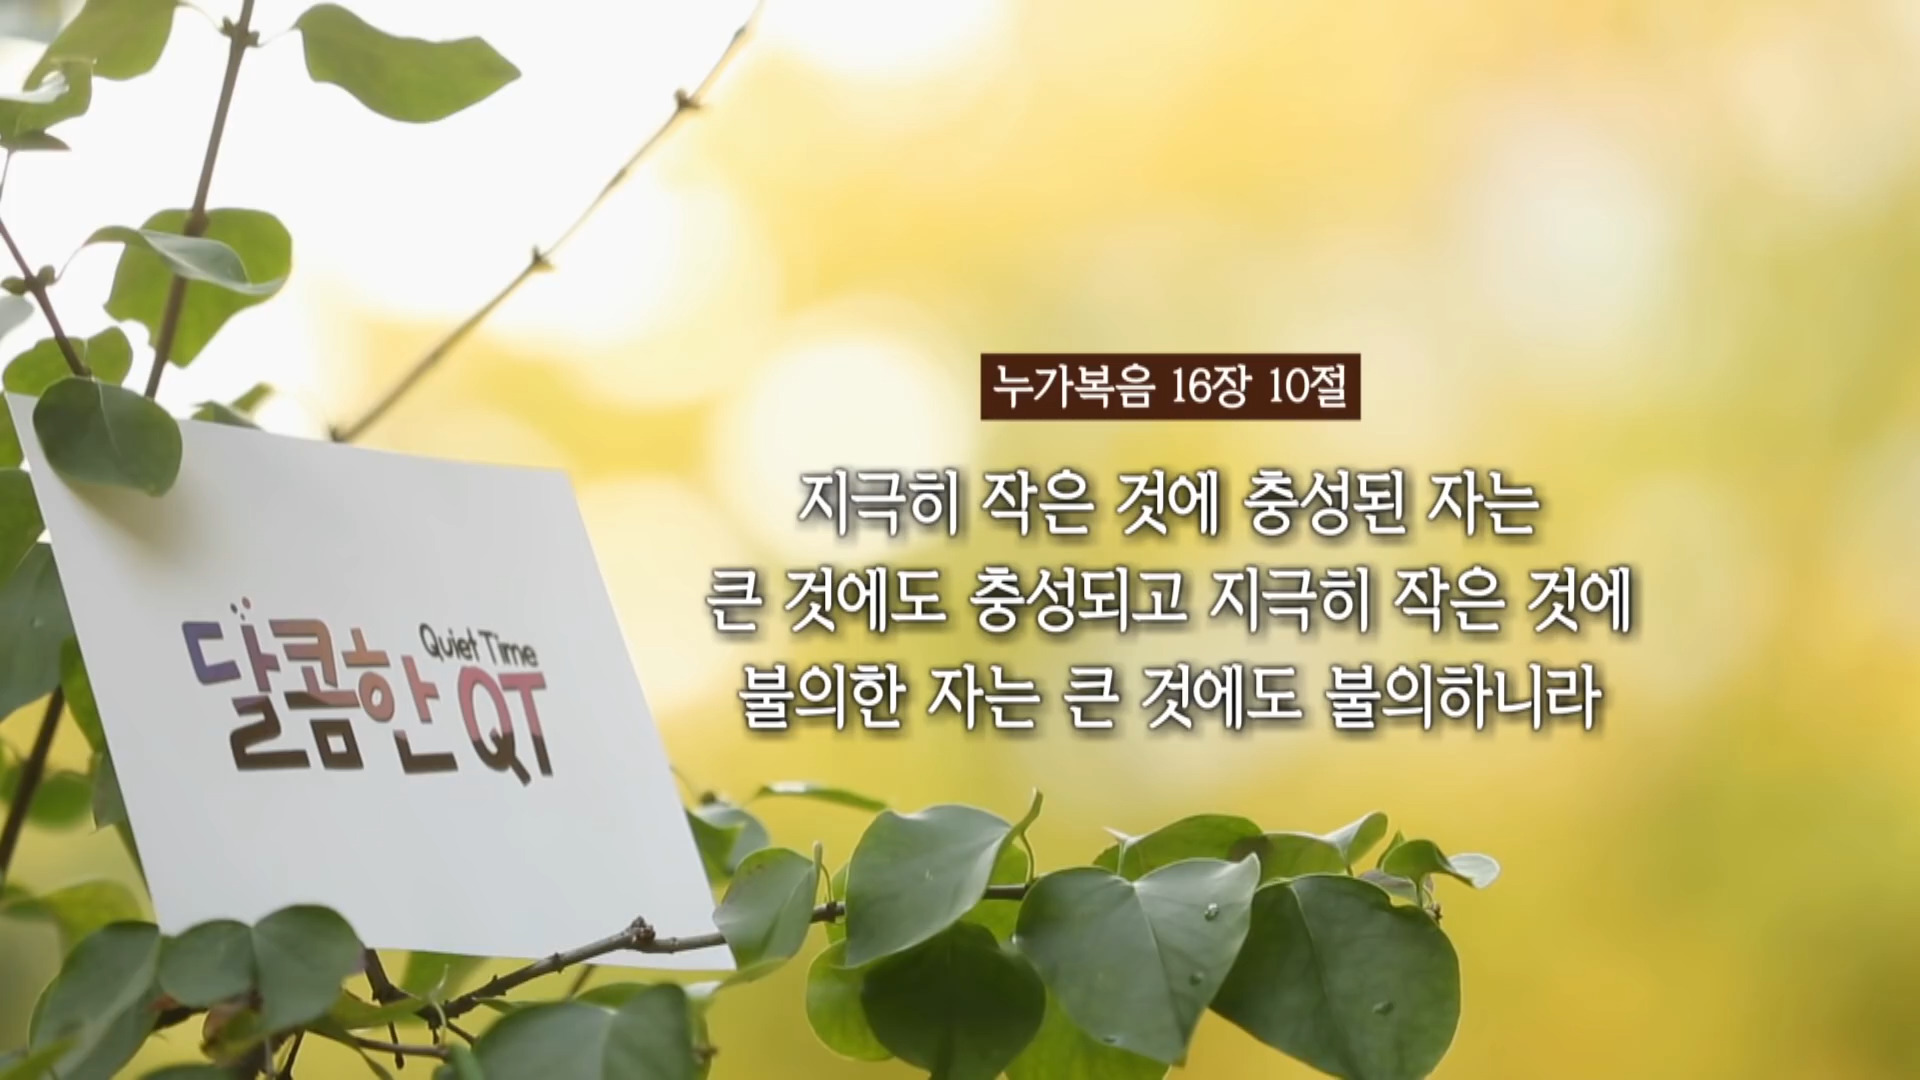 누가복음 16장 10절
지극히 작은 것에 충성된 자는
큰 것에도 충성되고 지극히 작은 것에
불의한 자는 큰 것에도 불의하니라
Quiet Time
달콤한 QT